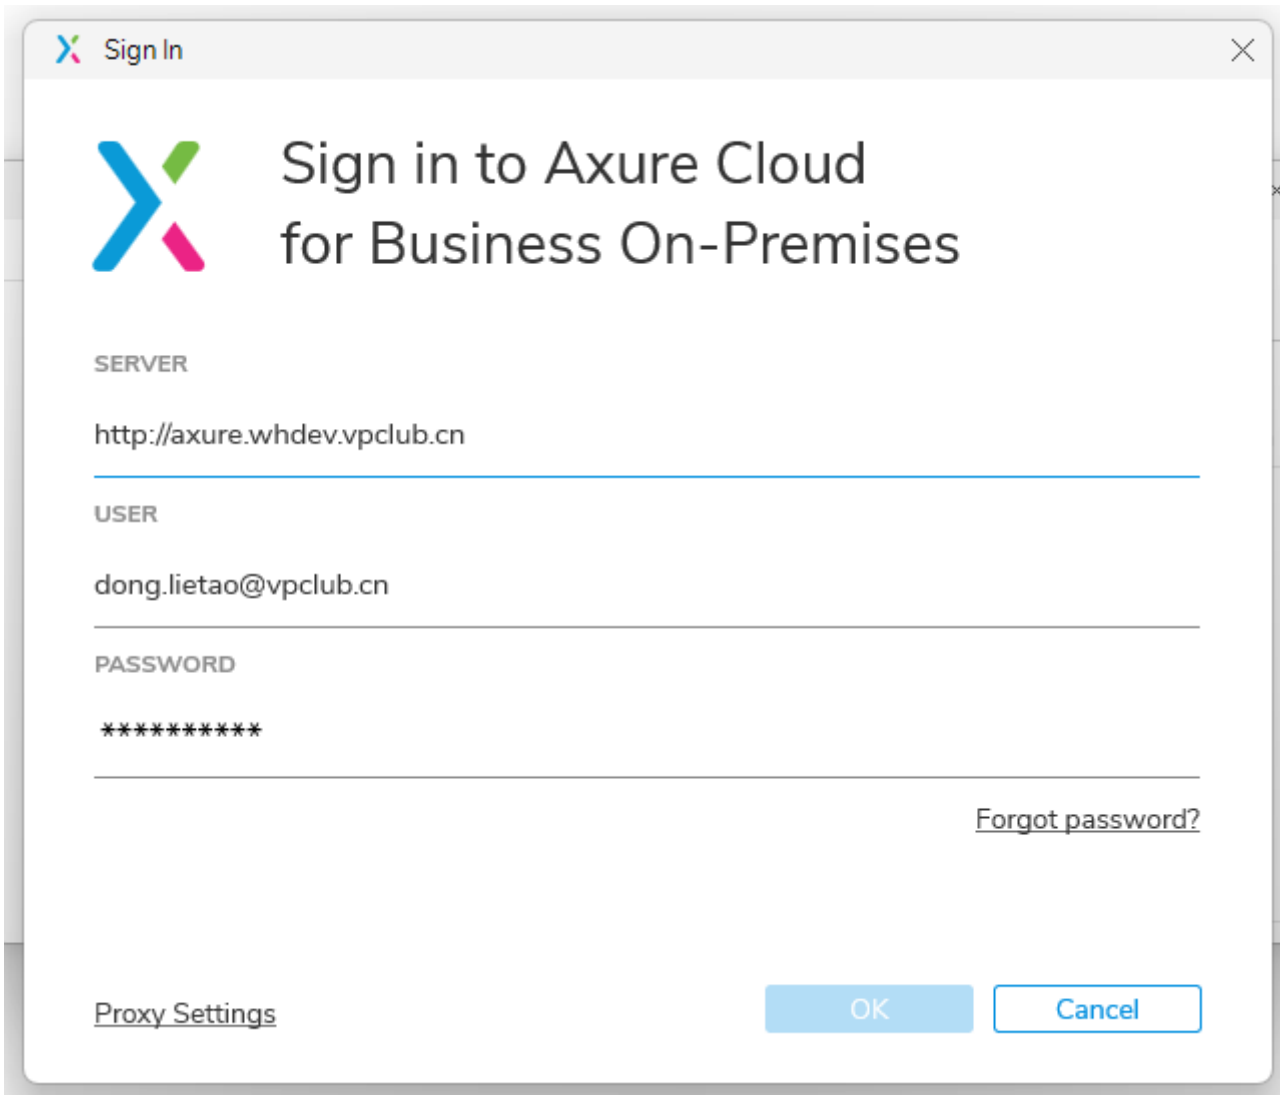 Sign In
Sign in to Axure Cloud
for Business On-Premises
SERVER
http://axure.whdev.vpclub.cn
USER
dong.lietao@vpclub.cn
PASSWORD
**********
Forgot password?
Proxy Settings
OK
Cancel